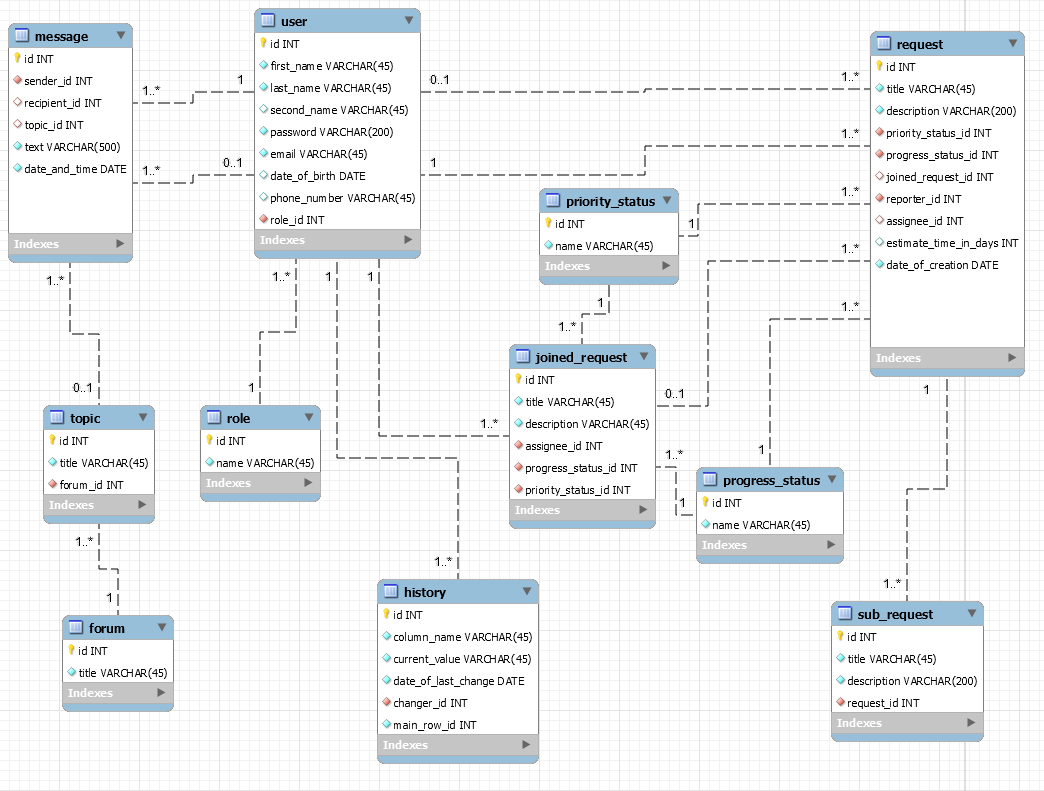 message
id INT
sender_id INT
recipient_id INT
topic_id INT
text VARCHAR(500)
date_and_time DATE
Indexes
user
id INT
first_name VARCHAR(45)
last_name VARCHAR(45)
second_name VARCHAR(45)
password VARCHAR(200)
email VARCHAR(45)
date_of_birth DATE
phone_number VARCHAR(45)
role_id INT
Indexes
request
id INT
title VARCHAR(45)
description VARCHAR(200)
priority_status_id INT
progress_status_id INT
joined_request_id INT
reporter_id INT
assignee_id INT
estimate_time_in_days INT
date_of_creation DATE
Indexes
1..*
1
1..*
0..1
0..1
1..*
1
1..*
priority_status
id INT
name VARCHAR(45)
Indexes
1
1..*
1..*
1..*
1..*
1
1
1
1..*
joined_request
id INT
title VARCHAR(45)
description VARCHAR(45)
assignee_id INT
progress_status_id INT
priority_status_id INT
Indexes
0..1
1..*
1..*
1
1
0..1
1
1
topic
id INT
title VARCHAR(45)
forum_id INT
Indexes
role
id INT
name VARCHAR(45)
Indexes
progress_status
id INT
name VARCHAR(45)
Indexes
1..*
1
1..*
1..*
forum
id INT
title VARCHAR(45)
Indexes
history
id INT
column_name VARCHAR(45)
current_value VARCHAR(45)
date_of_last_change DATE
changer_id INT
main_row_id INT
Indexes
sub_request
id INT
title VARCHAR(45)
description VARCHAR(200)
request_id INT
Indexes